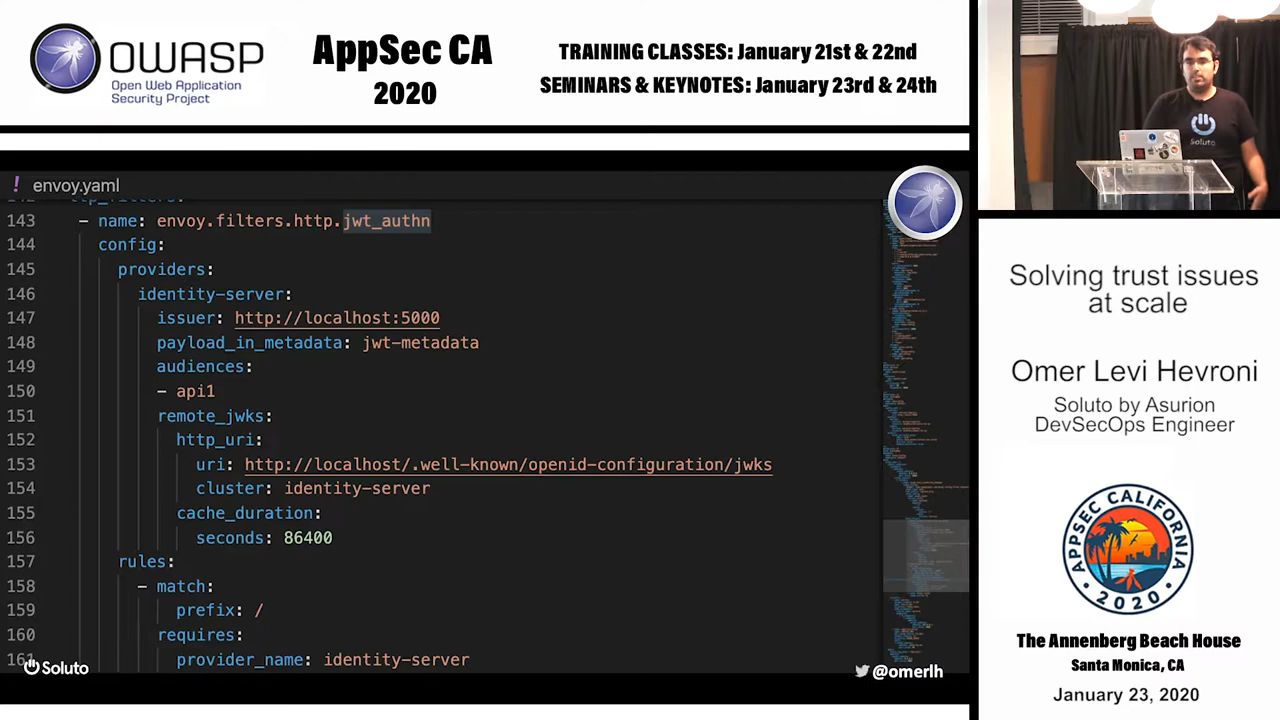 OWASP
Open Web Application
Security Project
AppSec CA
2020
TRAINING CLASSES: January 21st & 22nd
SEMINARS & KEYNOTES: January 23rd & 24th
! envoy.yaml
143 - name: envoy.filters.http.jwt_authn
144 config:
145 providers:
146 identity-server:
147 issuer: http://localhost:5000
148 payload_in_metadata: jwt-metadata
149 audiences:
150 - api1
151 remote_jwks:
152 http_uri:
153 uri: http://localhost/.well-known/openid-configuration/jwks
154 cluster: identity-server
155 cache_duration:
156 seconds: 86400
157 rules:
158 - match:
159 prefix: /
160 requires:
161 provider_name: identity-server
Soluto
@omerlh
Soluto
Solving trust issues
at scale
Omer Levi Hevroni
Soluto by Asurion
DevSecOps Engineer
APPSEC CALIFORNIA
2020
The Annenberg Beach House
Santa Monica, CA
January 23, 2020